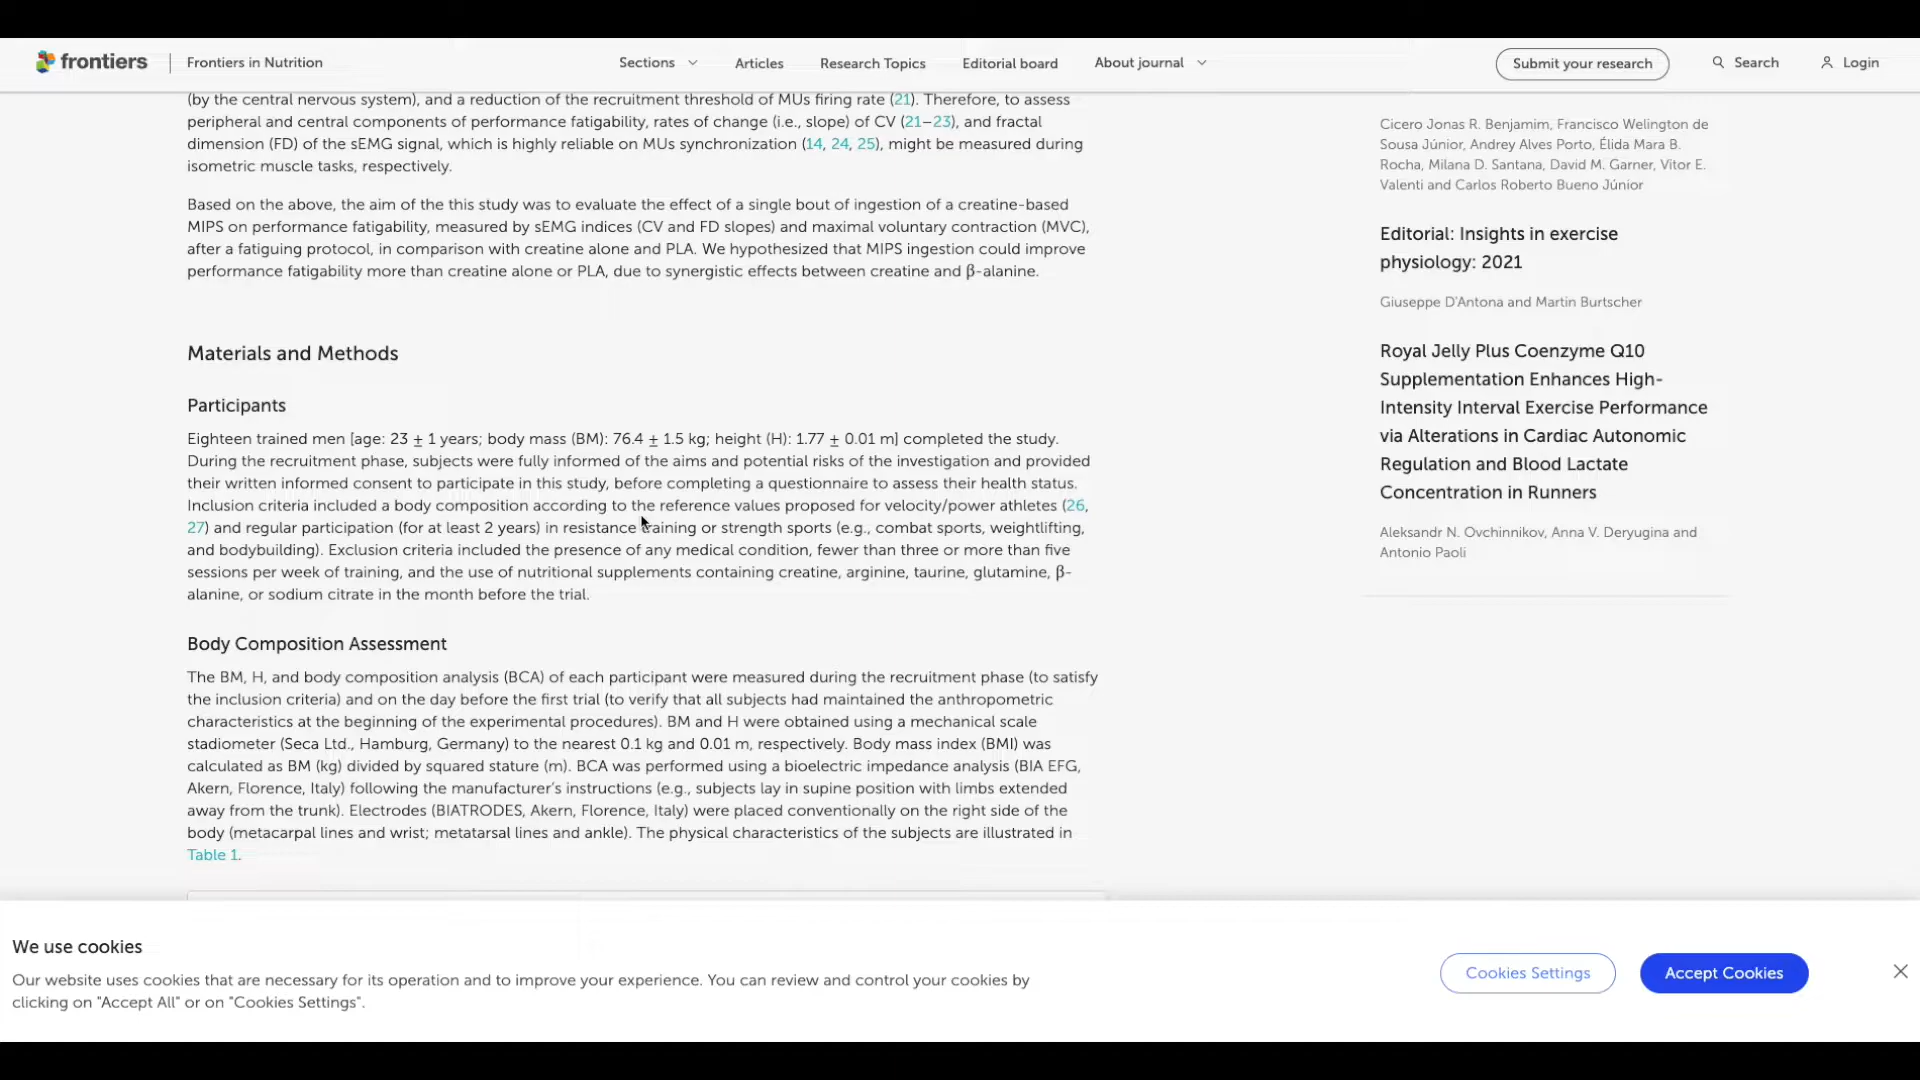 frontiers
Frontiers in Nutrition
Sections
Articles
Research Topics
Editorial board
About journal
Submit your research
Search
Login
(by the central nervous system), and a reduction of the recruitment threshold of MUs firing rate (21). Therefore, to assess
peripheral and central components of performance fatigability, rates of change (i.e., slope) of CV (21–23), and fractal
dimension (FD) of the sEMG signal, which is highly reliable on MUs synchronization (14, 24, 25), might be measured during
isometric muscle tasks, respectively.
Based on the above, the aim of the this study was to evaluate the effect of a single bout of ingestion of a creatine-based
MIPS on performance fatigability, measured by sEMG indices (CV and FD slopes) and maximal voluntary contraction (MVC),
after a fatiguing protocol, in comparison with creatine alone and PLA. We hypothesized that MIPS ingestion could improve
performance fatigability more than creatine alone or PLA, due to synergistic effects between creatine and β-alanine.
Materials and Methods
Participants
Eighteen trained men [age: 23 ± 1 years; body mass (BM): 76.4 ± 1.5 kg; height (H): 1.77 ± 0.01 m] completed the study.
During the recruitment phase, subjects were fully informed of the aims and potential risks of the investigation and provided
their written informed consent to participate in this study, before completing a questionnaire to assess their health status.
Inclusion criteria included a body composition according to the reference values proposed for velocity/power athletes (26,
27) and regular participation (for at least 2 years) in resistance training or strength sports (e.g., combat sports, weightlifting,
and bodybuilding). Exclusion criteria included the presence of any medical condition, fewer than three or more than five
sessions per week of training, and the use of nutritional supplements containing creatine, arginine, taurine, glutamine, β-
alanine, or sodium citrate in the month before the trial.
Body Composition Assessment
The BM, H, and body composition analysis (BCA) of each participant were measured during the recruitment phase (to satisfy
the inclusion criteria) and on the day before the first trial (to verify that all subjects had maintained the anthropometric
characteristics at the beginning of the experimental procedures). BM and H were obtained using a mechanical scale
stadiometer (Seca Ltd., Hamburg, Germany) to the nearest 0.1 kg and 0.01 m, respectively. Body mass index (BMI) was
calculated as BM (kg) divided by squared stature (m). BCA was performed using a bioelectric impedance analysis (BIA EFG,
Akern, Florence, Italy) following the manufacturer's instructions (e.g., subjects lay in supine position with limbs extended
away from the trunk). Electrodes (BIATRODES, Akern, Florence, Italy) were placed conventionally on the right side of the
body (metacarpal lines and wrist; metatarsal lines and ankle). The physical characteristics of the subjects are illustrated in
Table 1.
Cicero Jonas R. Benjamim, Francisco Welington de
Sousa Júnior, Andrey Alves Porto, Élida Mara B.
Rocha, Milana D. Santana, David M. Garner, Vitor E.
Valenti and Carlos Roberto Bueno Júnior
Editorial: Insights in exercise
physiology: 2021
Giuseppe D'Antona and Martin Burtscher
Royal Jelly Plus Coenzyme Q10
Supplementation Enhances High-
Intensity Interval Exercise Performance
via Alterations in Cardiac Autonomic
Regulation and Blood Lactate
Concentration in Runners
Aleksandr N. Ovchinnikov, Anna V. Deryugina and
Antonio Paoli
We use cookies
Our website uses cookies that are necessary for its operation and to improve your experience. You can review and control your cookies by
clicking on "Accept All" or on "Cookies Settings".
Cookies Settings
Accept Cookies